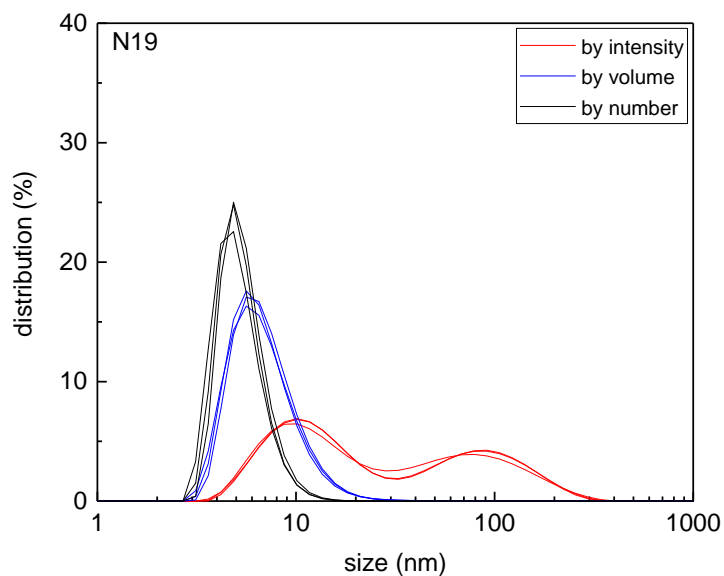 40
N19
by intensity
by volume
by number
30
20
10
0
distribution (%)
1
10
100
1000
size (nm)